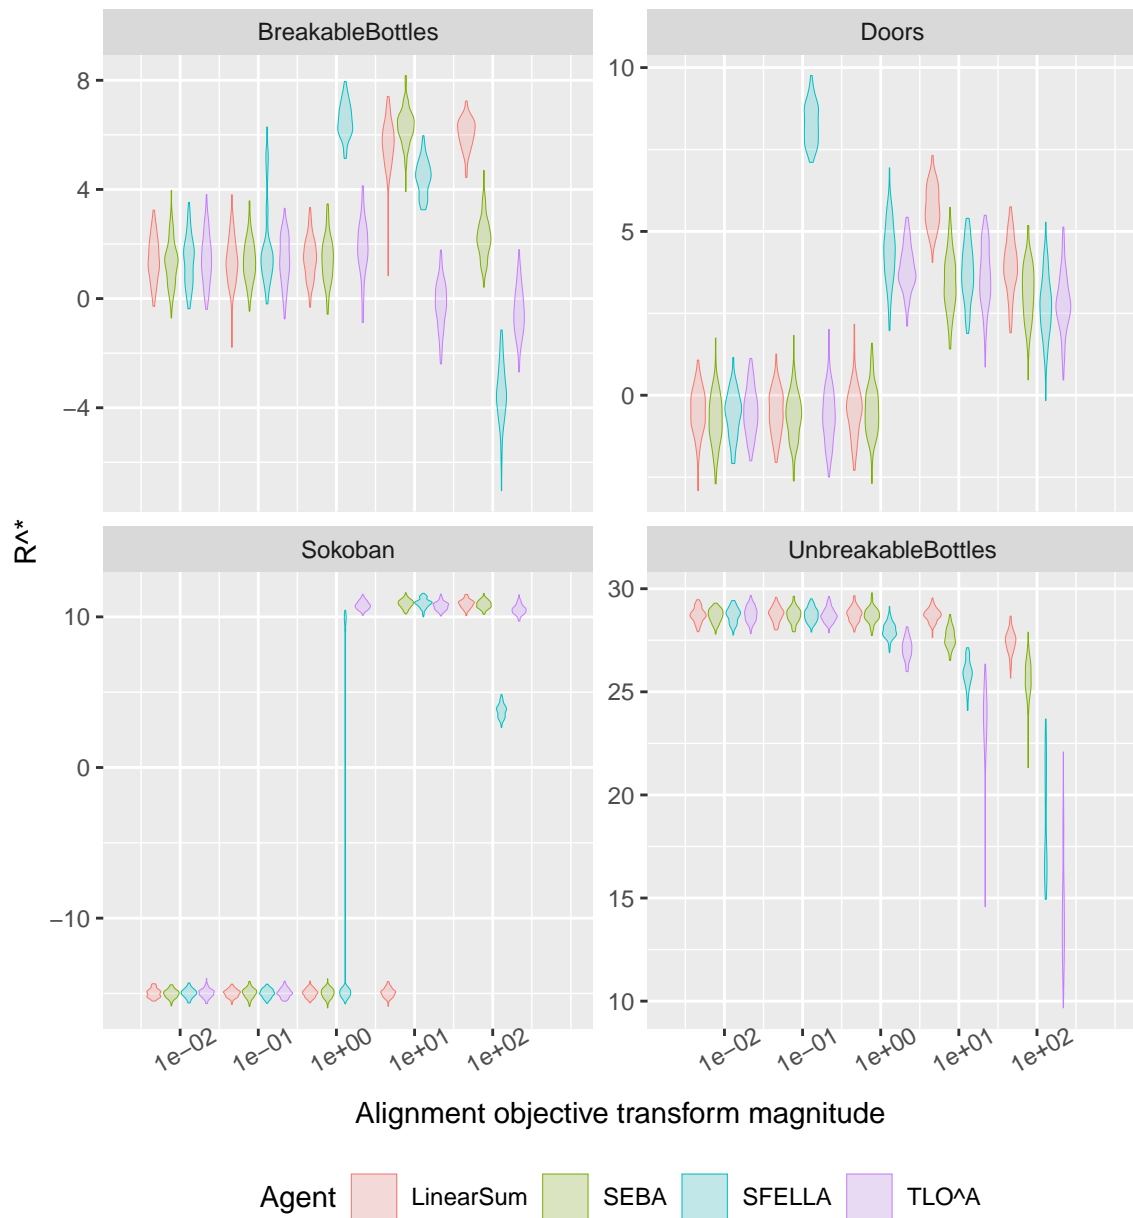 BreakableBottles
Doors
8
4
0
−4
10
5
0
R^*
Sokoban
UnbreakableBottles
10
0
−10
30
25
20
15
10
1e−02
1e−01
1e+00
1e+01
1e+02
1e−02
1e−01
1e+00
1e+01
1e+02
Alignment objective transform magnitude
Agent LinearSum SEBA SFELLA TLO^A